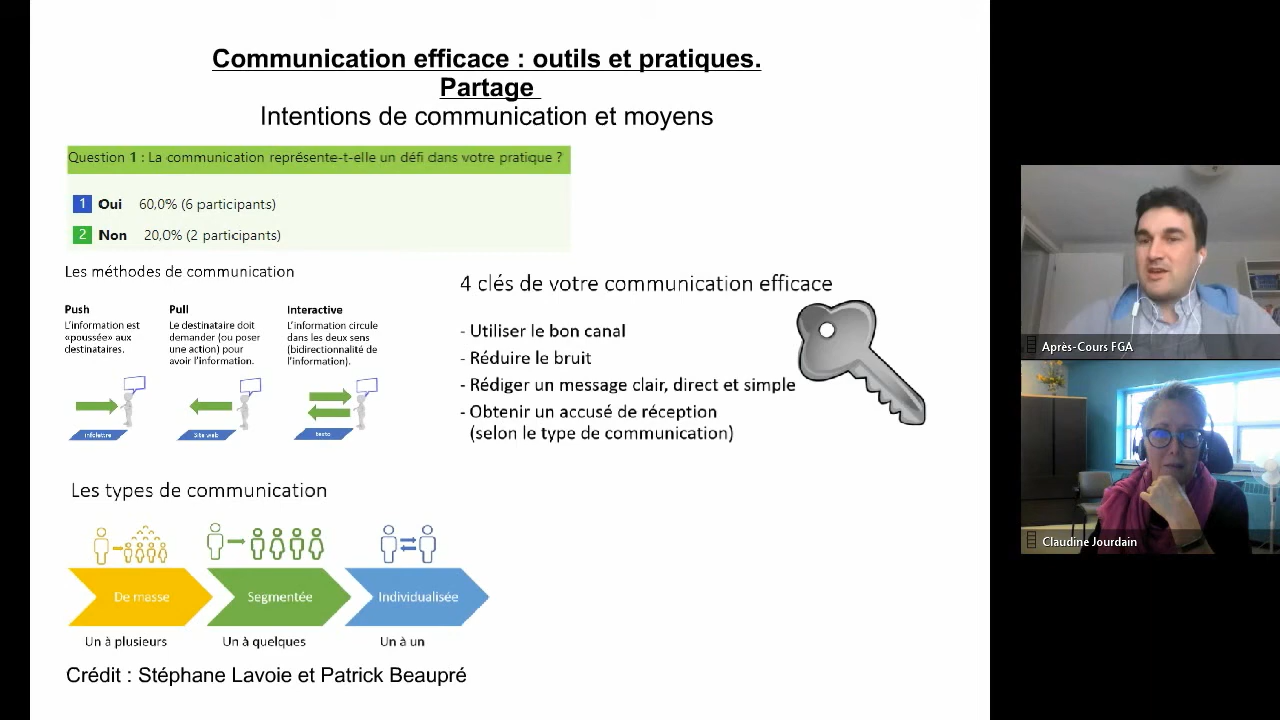 Communication efficace : outils et pratiques.
Partage
Intentions de communication et moyens
Question 1 : La communication représente-t-elle un défi dans votre pratique ?
1 Oui 60,0% (6 participants)
2 Non 20,0% (2 participants)
Les méthodes de communication
Push
L'information est
«poussée» aux
destinataires.
infolettre
Pull
Le destinataire doit
demander (ou poser
une action) pour
avoir l'information.
Site web
Interactive
L'information circule
dans les deux sens
(bidirectionnalité de
l'information).
texto
4 clés de votre communication efficace
- Utiliser le bon canal
- Réduire le bruit
- Rédiger un message clair, direct et simple
- Obtenir un accusé de réception
(selon le type de communication)
Les types de communication
De masse
Segmentée
Individualisée
Un à plusieurs
Un à quelques
Un à un
Crédit : Stéphane Lavoie et Patrick Beaupré
Après-Cours FGA
Claudine Jourdain